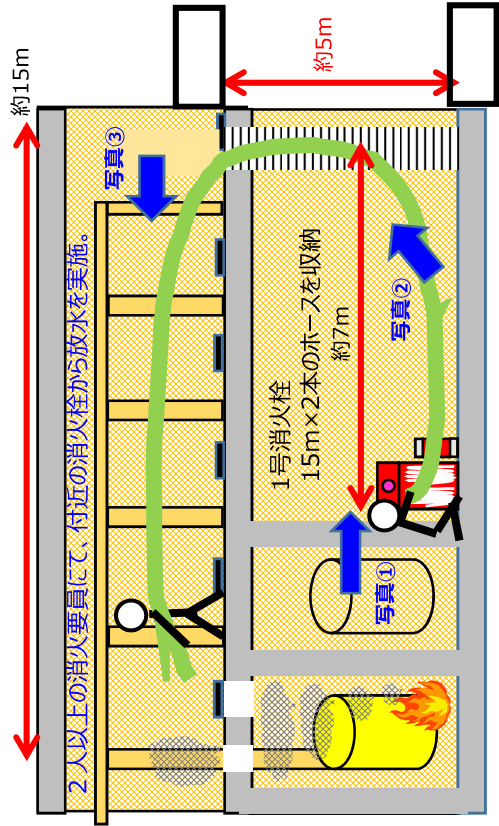 約15m
2人以上の消火要員にて、付近の消火栓から放水を実施。
写真③
約5m
1号消火栓
15m×2本のホースを収納
約7m
写真②
写真①